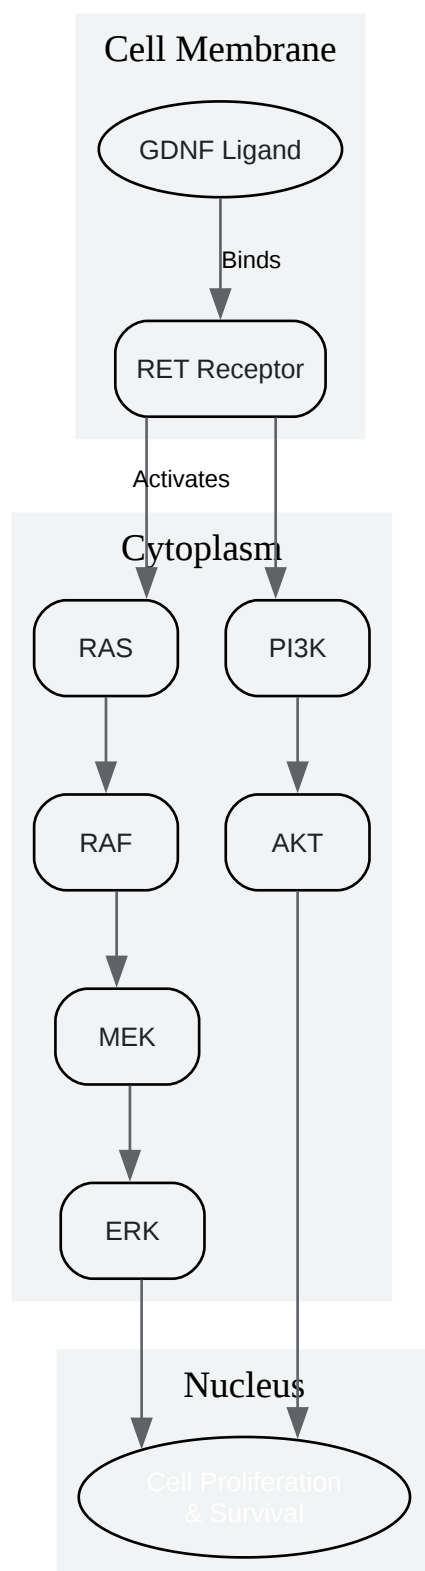 Cell Membrane
GDNF Ligand
Binds
RET Receptor
Activates
Cytoplasm
RAS
PI3K
RAF
AKT
MEK
ERK
Nucleus
Cell Proliferation
& Survival